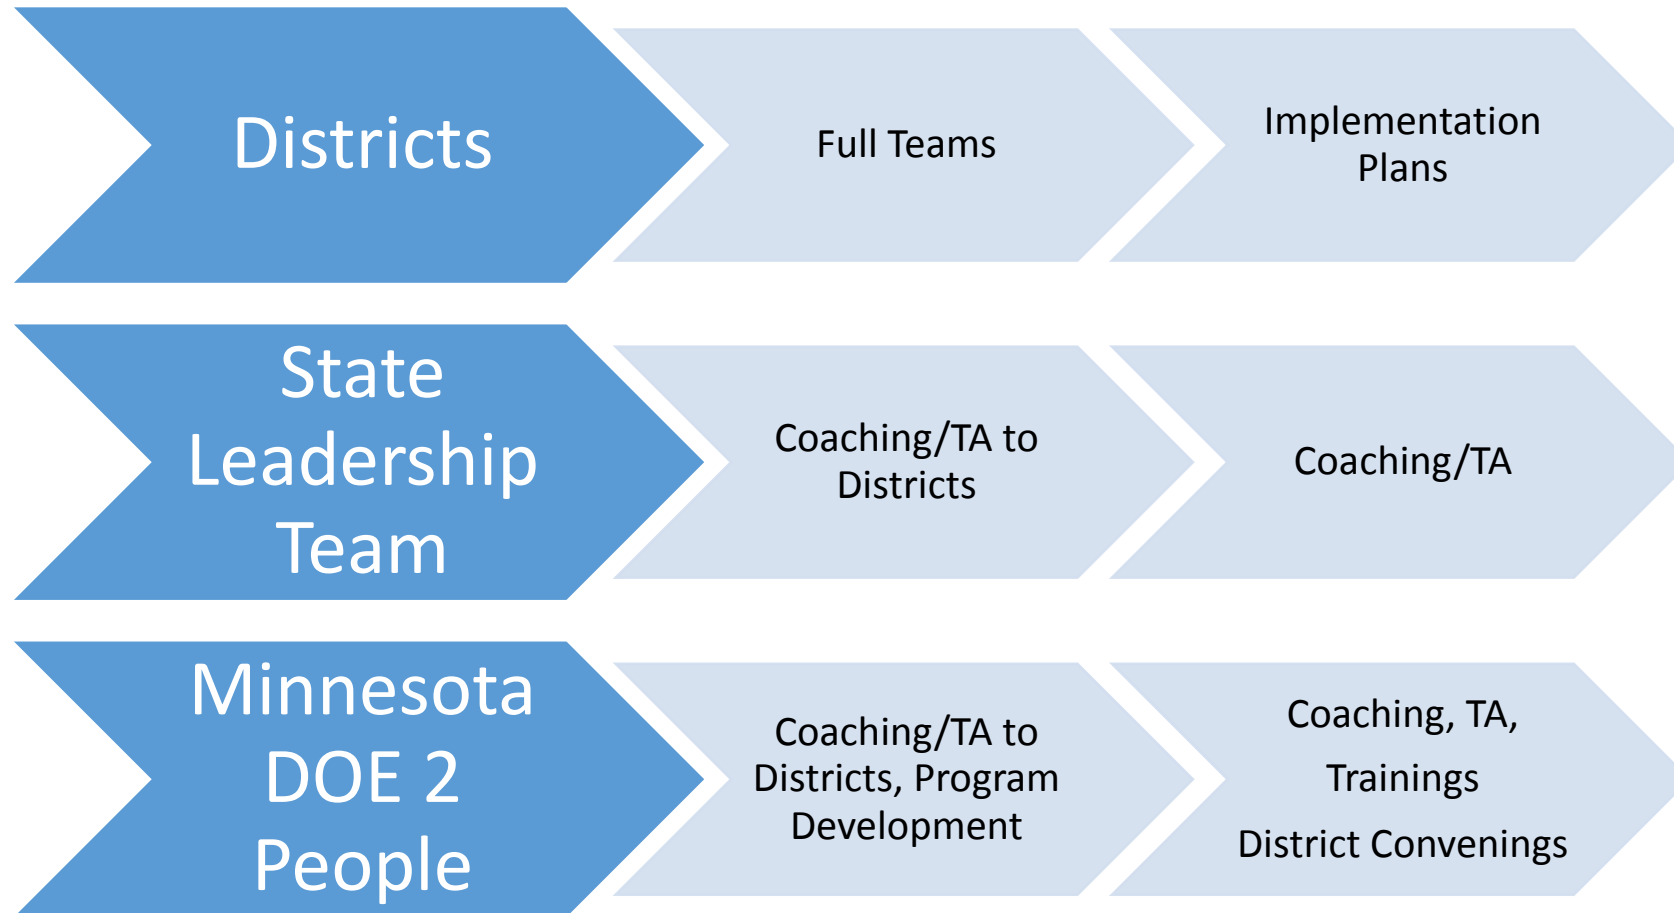 Districts
Full Teams
Implementation
Plans
State
Leadership
Team
Coaching/TA to
Districts
Coaching/TA
Minnesota
DOE 2
People
Coaching/TA to
Districts, Program
Development
Coaching, TA,
Trainings
District Convenings